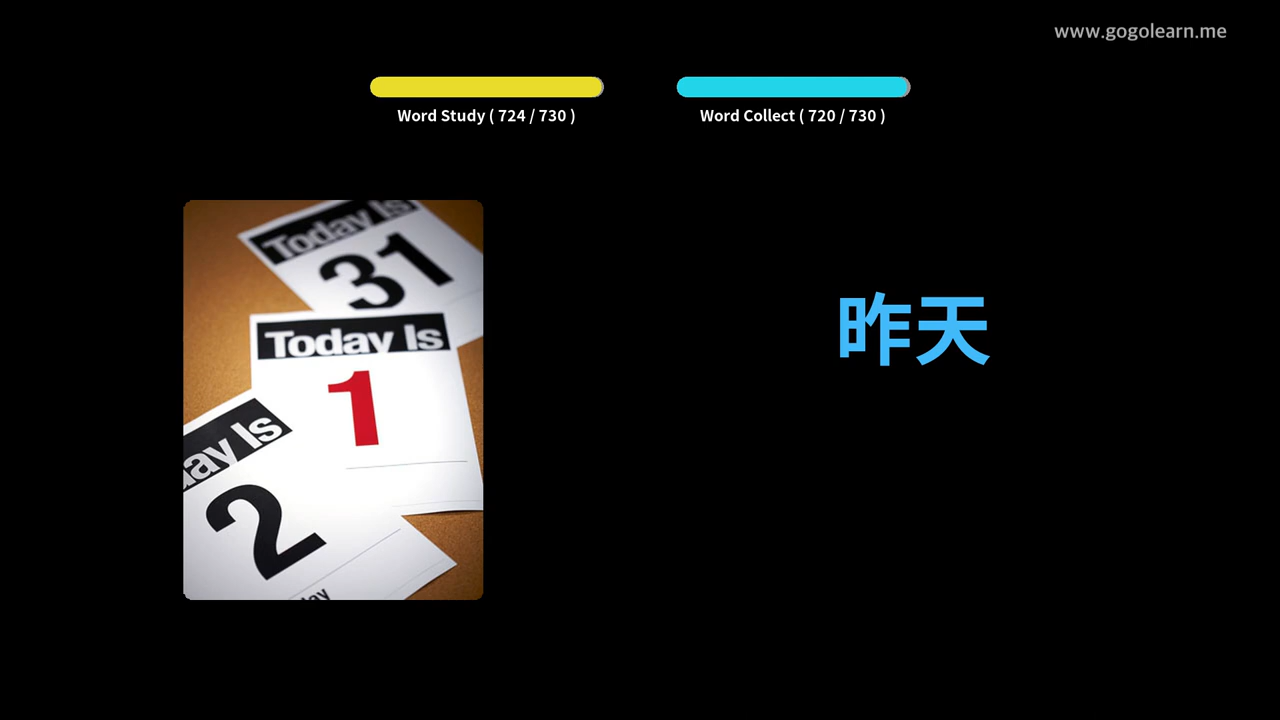 www.gogolearn.me
Word Study ( 724 / 730 )
Word Collect ( 720 / 730 )
Today Is
31
Today Is
1
ay Is
2
昨天